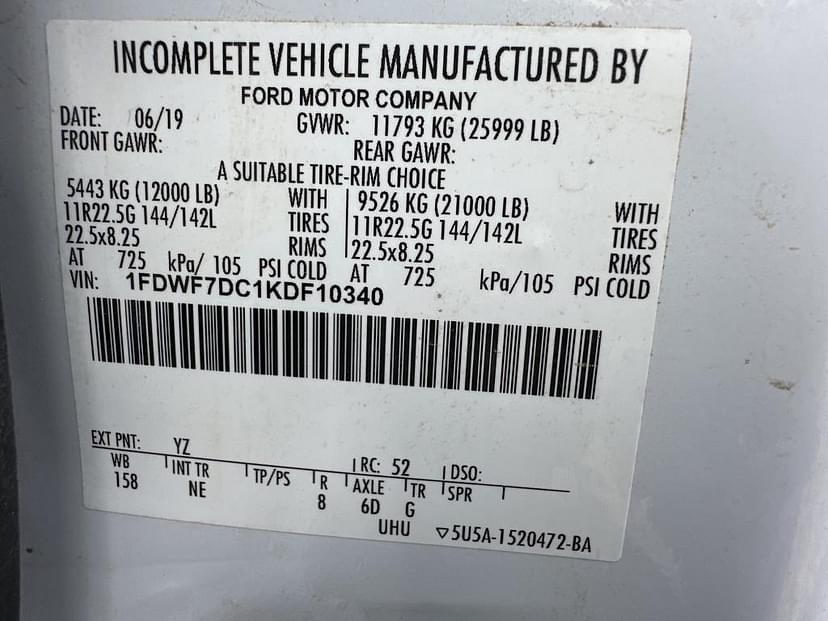 INCOMPLETE VEHICLE MANUFACTURED BY
FORD MOTOR COMPANY
DATE: 06/19 GVWR: 11793 KG (25999 LB)
FRONT GAWR: REAR GAWR:
A SUITABLE TIRE-RIM CHOICE
5443 KG (12000 LB) WITH 9526 KG (21000 LB) WITH
11R22.5G 144/142L TIRES 11R22.5G 144/142L TIRES
22.5x8.25 RIMS 22.5x8.25 RIMS
AT 725 kPa/ 105 PSI COLD AT 725 kPa/105 PSI COLD
VIN: 1FDWF7DC1KDF10340
EXT PNT: YZ RC: 52 DSO:
WB INT TR TP/PS R AXLE TR SPR
158 NE 8 6D G
UHU ▽5U5A-1520472-BA